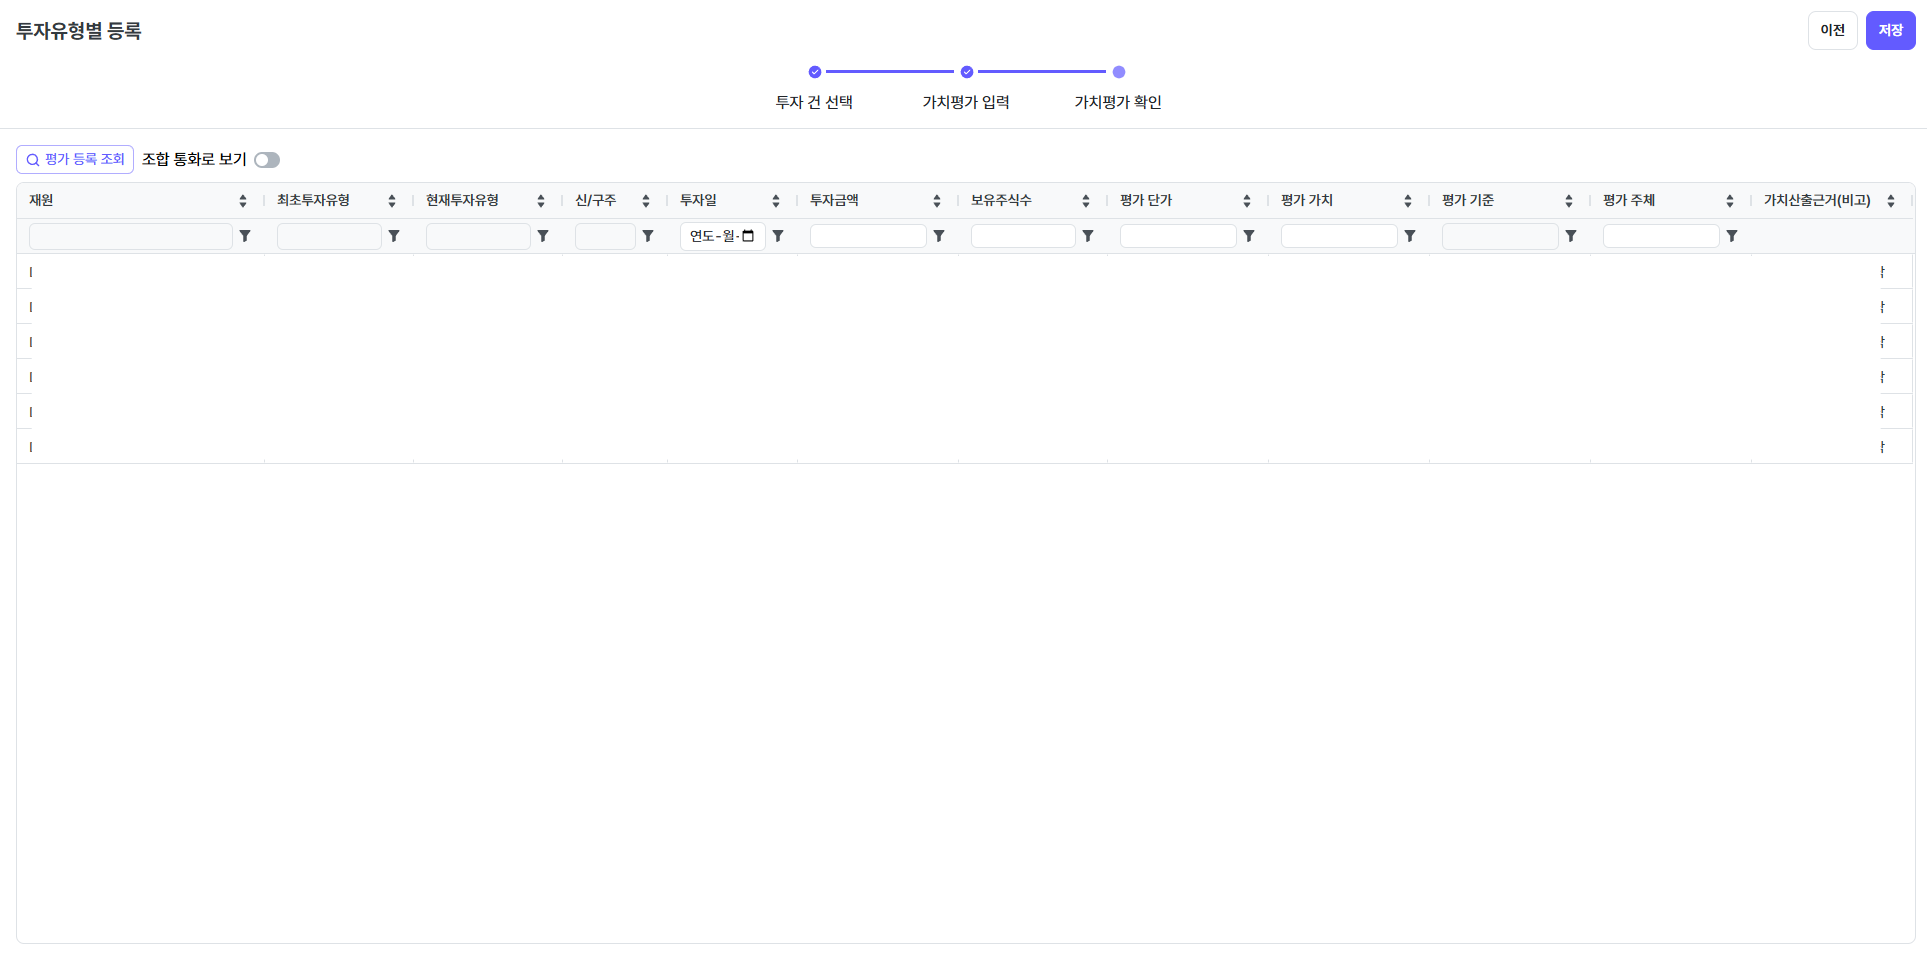 투자유형별 등록
이전 저장
투자 건 선택 가치평가 입력 가치평가 확인
평가 등록 조회 조합 통화로 보기
재원 최초투자유형 현재투자유형 신/구주 투자일 투자금액 보유주식수 평가 단가 평가 가치 평가 기준 평가 주체 가치산출근거(비고)
연도-월-